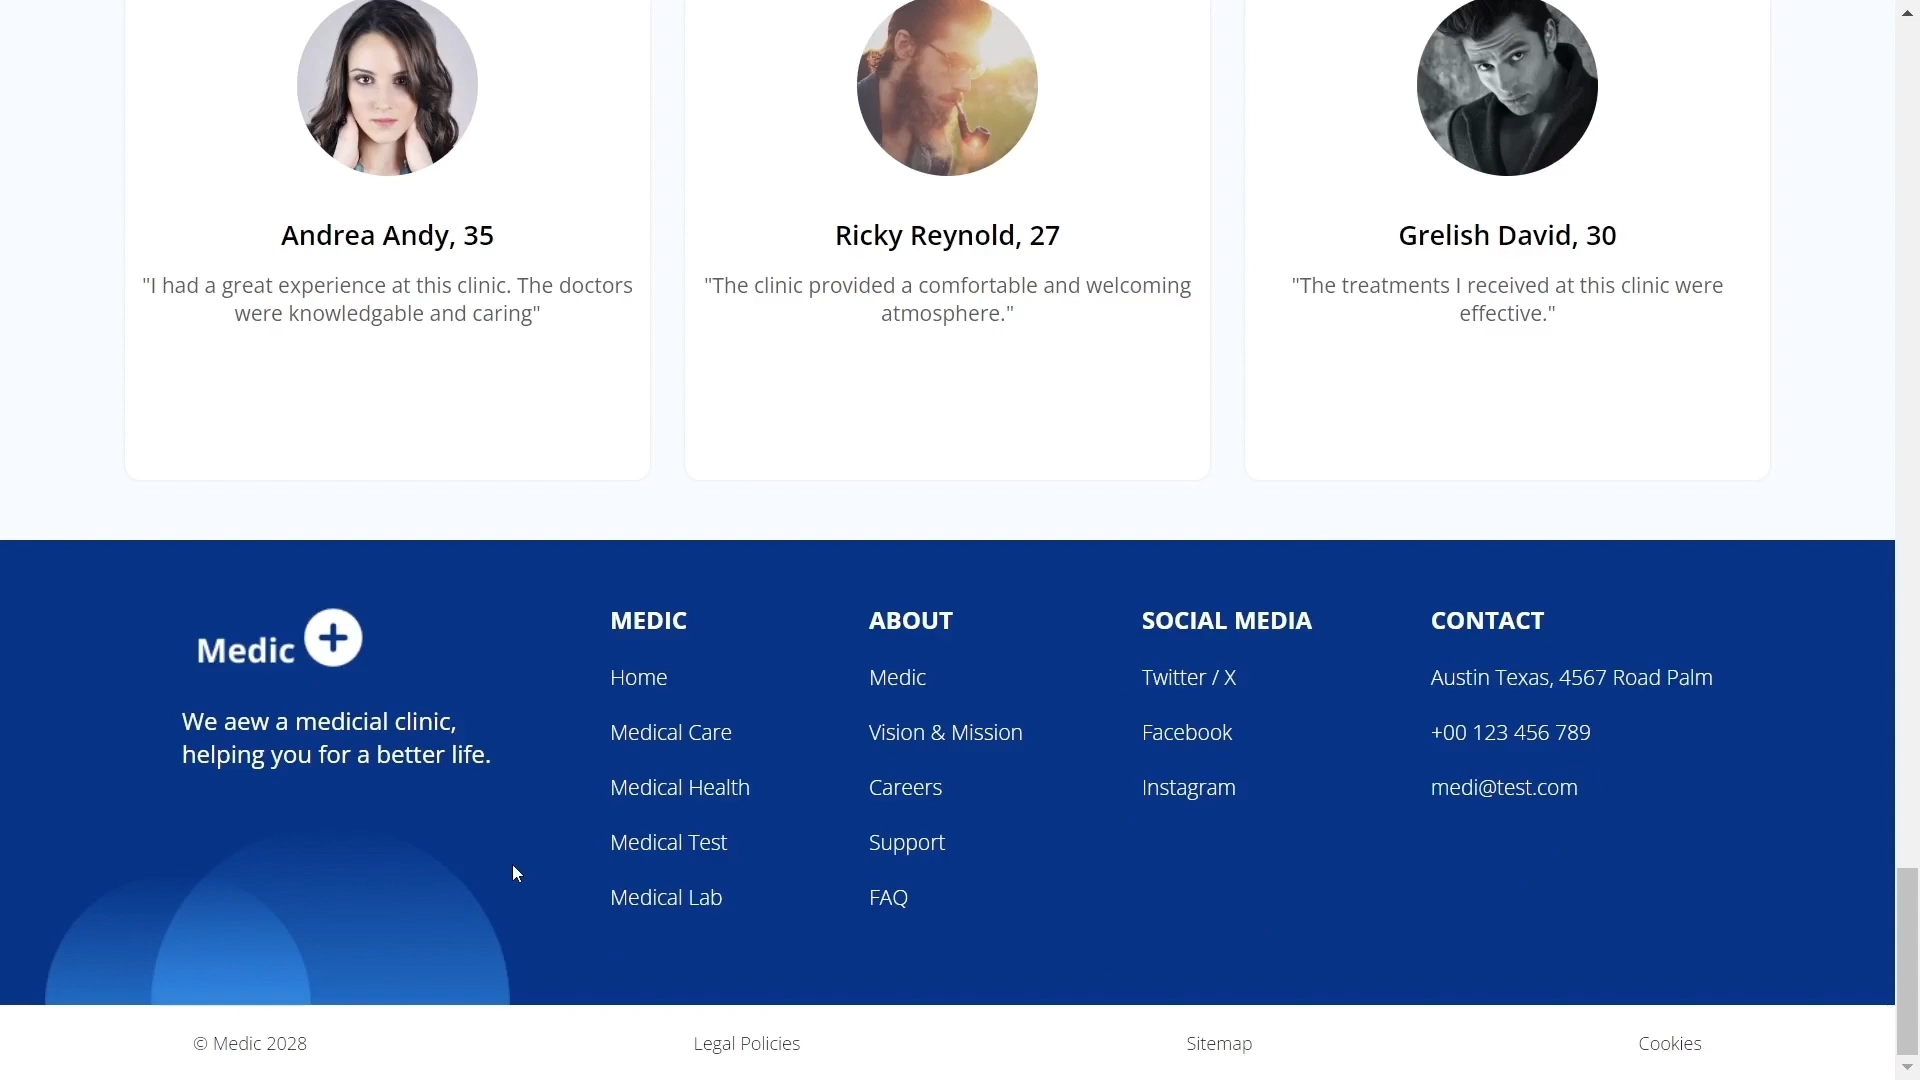 Andrea Andy, 35
"I had a great experience at this clinic. The doctors
were knowledgable and caring"
Ricky Reynold, 27
"The clinic provided a comfortable and welcoming
atmosphere."
Grelish David, 30
"The treatments I received at this clinic were
effective."
Medic
We aew a medicial clinic,
helping you for a better life.
MEDIC
Home
Medical Care
Medical Health
Medical Test
Medical Lab
ABOUT
Medic
Vision & Mission
Careers
Support
FAQ
SOCIAL MEDIA
Twitter / X
Facebook
Instagram
CONTACT
Austin Texas, 4567 Road Palm
+00 123 456 789
medi@test.com
© Medic 2028
Legal Policies
Sitemap
Cookies